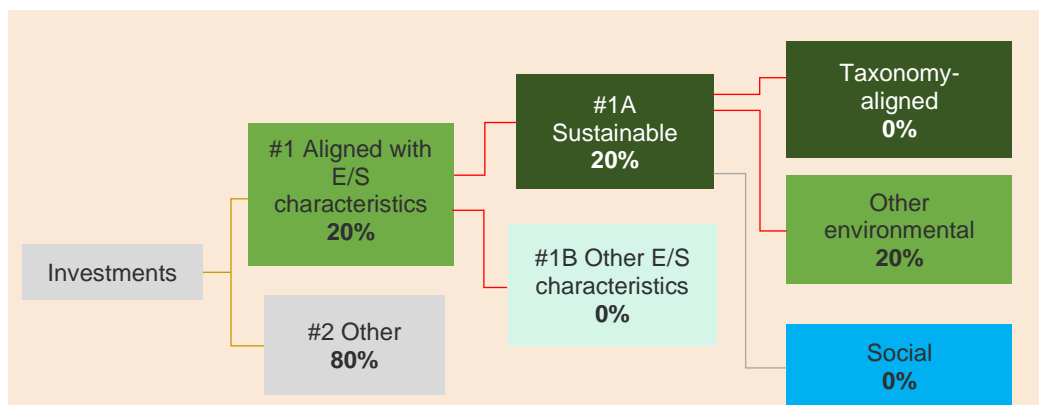 Investments
#1 Aligned with
E/S
characteristics
20%
#2 Other
80%
#1A
Sustainable
20%
#1B Other E/S
characteristics
0%
Taxonomy-
aligned
0%
Other
environmental
20%
Social
0%